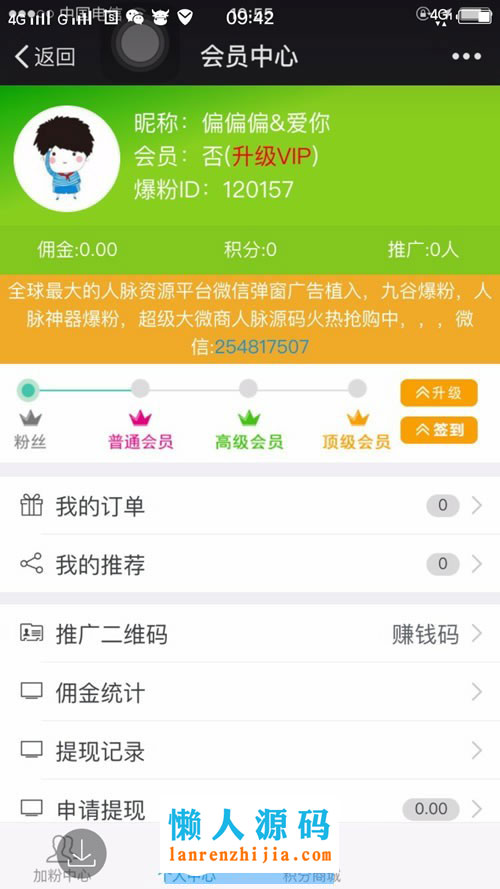 4G G 中国电信 09:42 4G
返回 会员中心
昵称：偏偏偏&爱你
会员：否(升级VIP)
爆粉ID：120157
佣金:0.00 积分:0 推广:0人
全球最大的人脉资源平台微信弹窗广告植入，九谷爆粉，人
脉神器爆粉，超级大微商人脉源码火热抢购中，，，微
信:254817507
升级
粉丝 普通会员 高级会员 顶级会员
签到
我的订单 0
我的推荐 0
推广二维码 赚钱码
佣金统计
提现记录
申请提现 0.00
懒人源码
lanrenzhijia.com
加粉中心 个人中心 积分商城